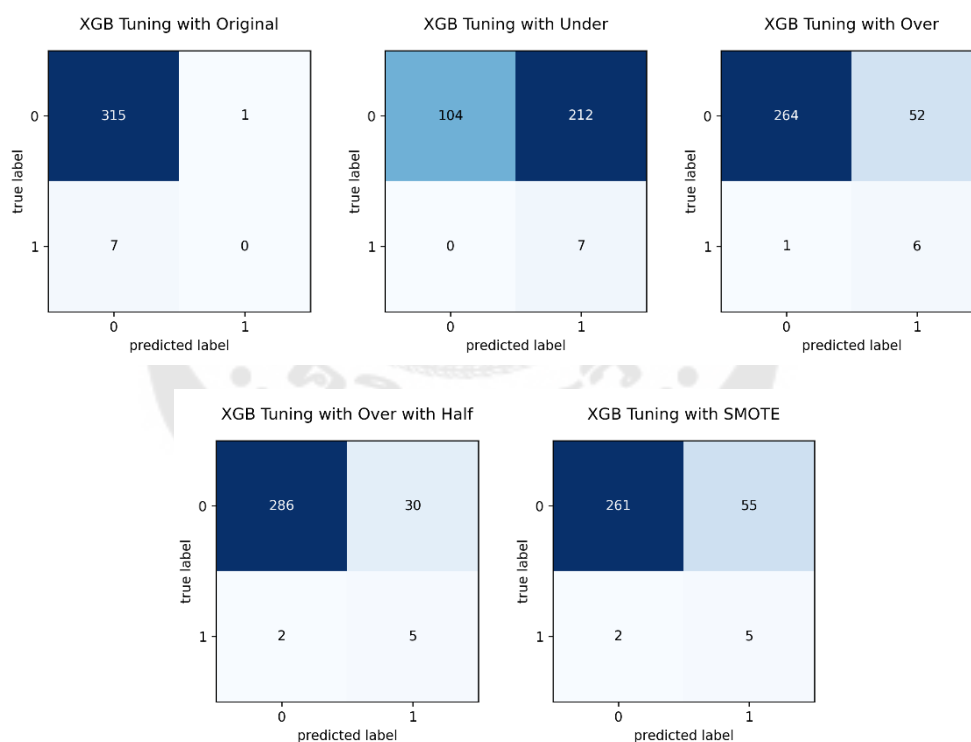 XGB Tuning with Original
0
315
1
true label
1
7
0
0
1
predicted label
XGB Tuning with Under
0
104
212
true label
1
0
7
0
1
predicted label
XGB Tuning with Over
0
264
52
true label
1
1
6
0
1
predicted label
XGB Tuning with Over with Half
0
286
30
true label
1
2
5
0
1
predicted label
XGB Tuning with SMOTE
0
261
55
true label
1
2
5
0
1
predicted label